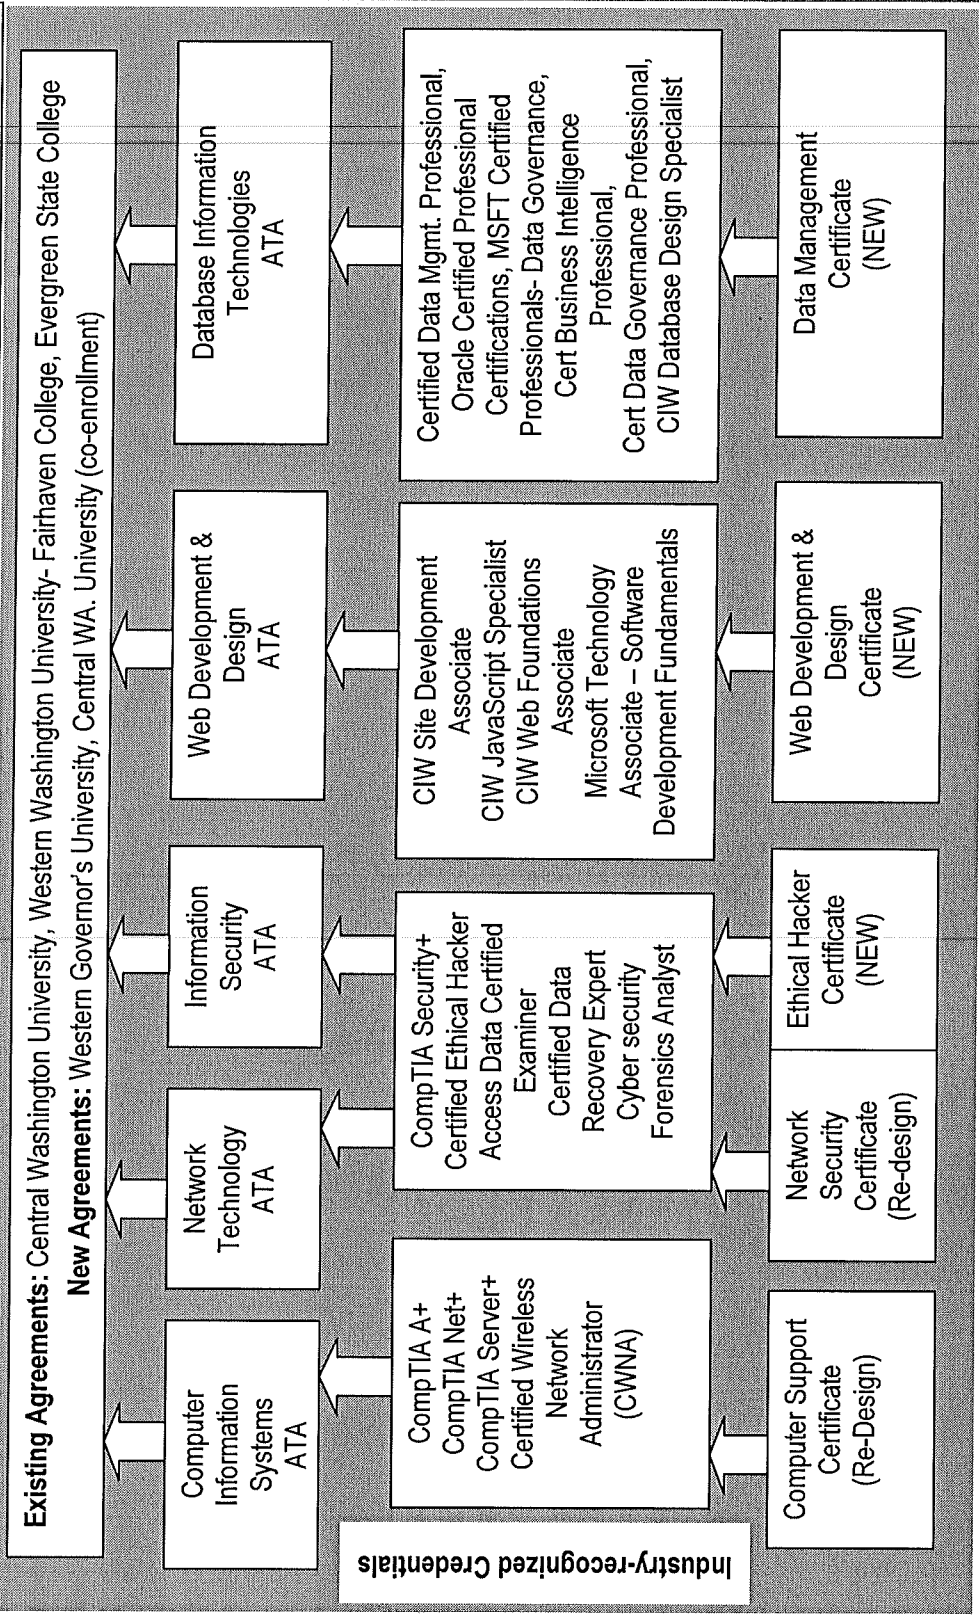 Existing Agreements: Central Washington University, Western Washington University- Fairhaven College, Evergreen State College
New Agreements: Western Governor's University, Central WA. University (co-enrollment)
Computer
Information
Systems
ATA
Network
Technology
ATA
Information
Security
ATA
Web Development &
Design
ATA
Database Information
Technologies
ATA
Industry-recognized Credentials
CompTIA A+
CompTIA Net+
CompTIA Server+
Certified Wireless
Network
Administrator
(CWNA)
CompTIA Security+
Certified Ethical Hacker
Access Data Certified
Examiner
Certified Data
Recovery Expert
Cyber security
Forensics Analyst
CIW Site Development
Associate
CIW JavaScript Specialist
CIW Web Foundations
Associate
Microsoft Technology
Associate – Software
Development Fundamentals
Certified Data Mgmt. Professional,
Oracle Certified Professional
Certifications, MSFT Certified
Professionals- Data Governance,
Cert Business Intelligence
Professional,
Cert Data Governance Professional,
CIW Database Design Specialist
Computer Support
Certificate
(Re-Design)
Network
Security
Certificate
(Re-design)
Ethical Hacker
Certificate
(NEW)
Web Development &
Design
Certificate
(NEW)
Data Management
Certificate
(NEW)